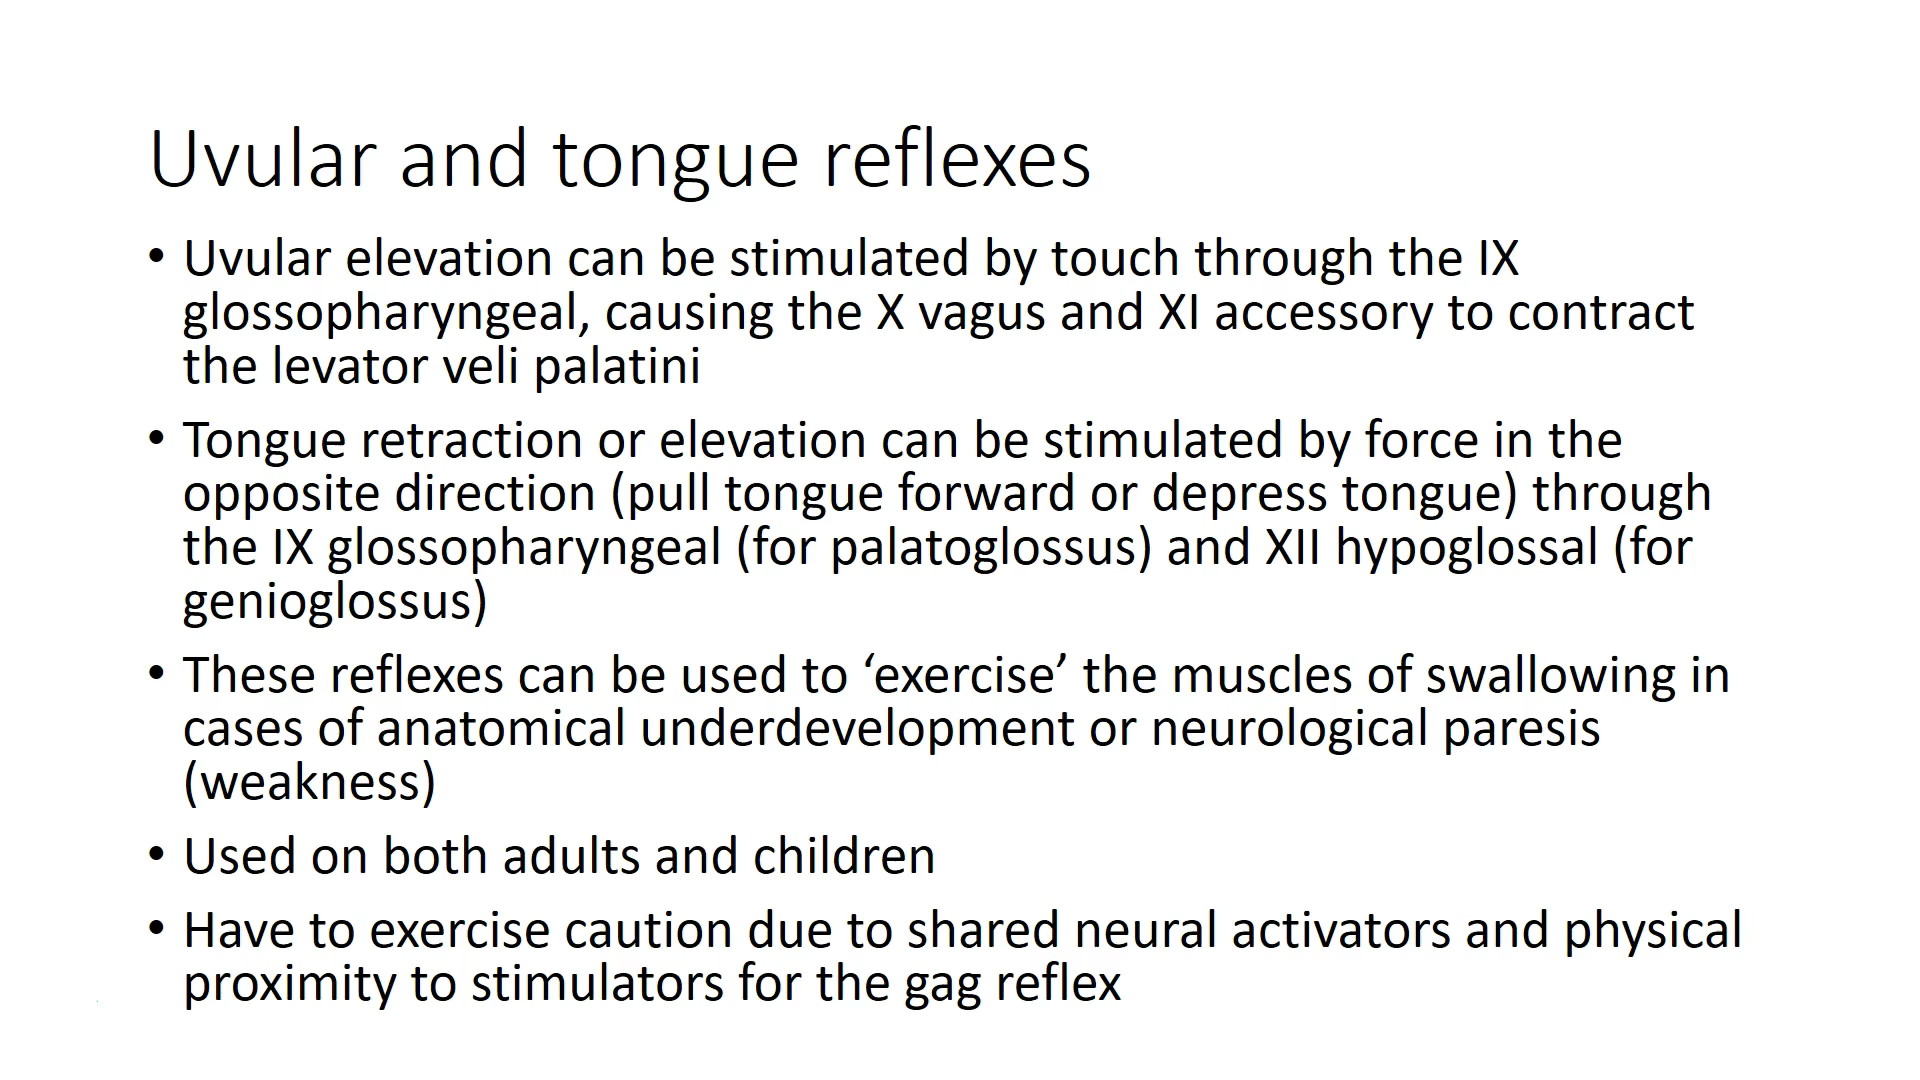 Uvular and tongue reflexes
• Uvular elevation can be stimulated by touch through the IX
glossopharyngeal, causing the X vagus and XI accessory to contract
the levator veli palatini
• Tongue retraction or elevation can be stimulated by force in the
opposite direction (pull tongue forward or depress tongue) through
the IX glossopharyngeal (for palatoglossus) and XII hypoglossal (for
genioglossus)
• These reflexes can be used to ‘exercise’ the muscles of swallowing in
cases of anatomical underdevelopment or neurological paresis
(weakness)
• Used on both adults and children
• Have to exercise caution due to shared neural activators and physical
proximity to stimulators for the gag reflex